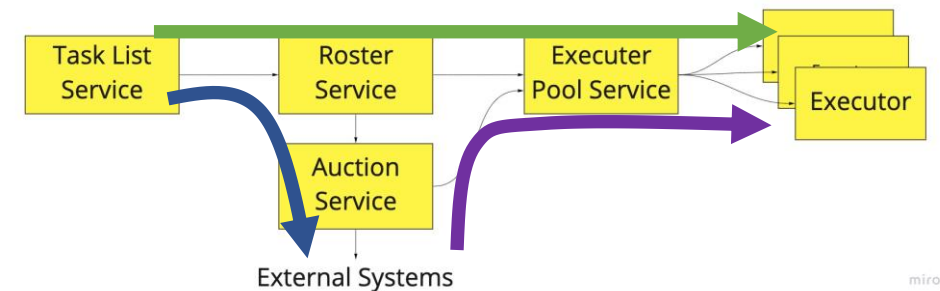 Task List
Service
Roster
Service
Executer
Pool Service
Executor
Auction
Service
External Systems
miro